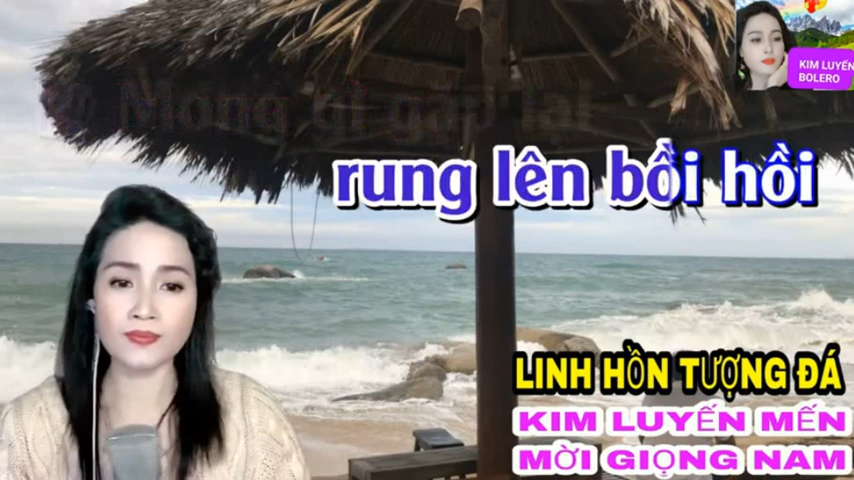 KIM LUYẾN
BOLERO
rung lên bồi hồi
LINH HỒN TƯỢNG ĐÁ
KIM LUYẾN MẾN
MỜI GIỌNG NAM